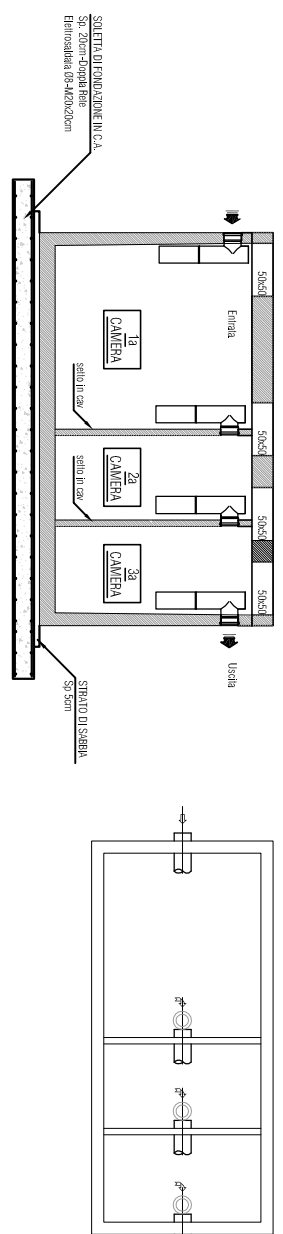 SOLETTA DI FONDAZIONE IN C.A.
Sp. 20cm-Doppia Rete
Elettrosaldata Ø8-M20x20cm
50x50
50x50
50x50
50x50
Entrata
Uscita
1a
CAMERA
2a
CAMERA
3a
CAMERA
setto in cav
setto in cav
STRATO DI SABBIA
Sp 5cm